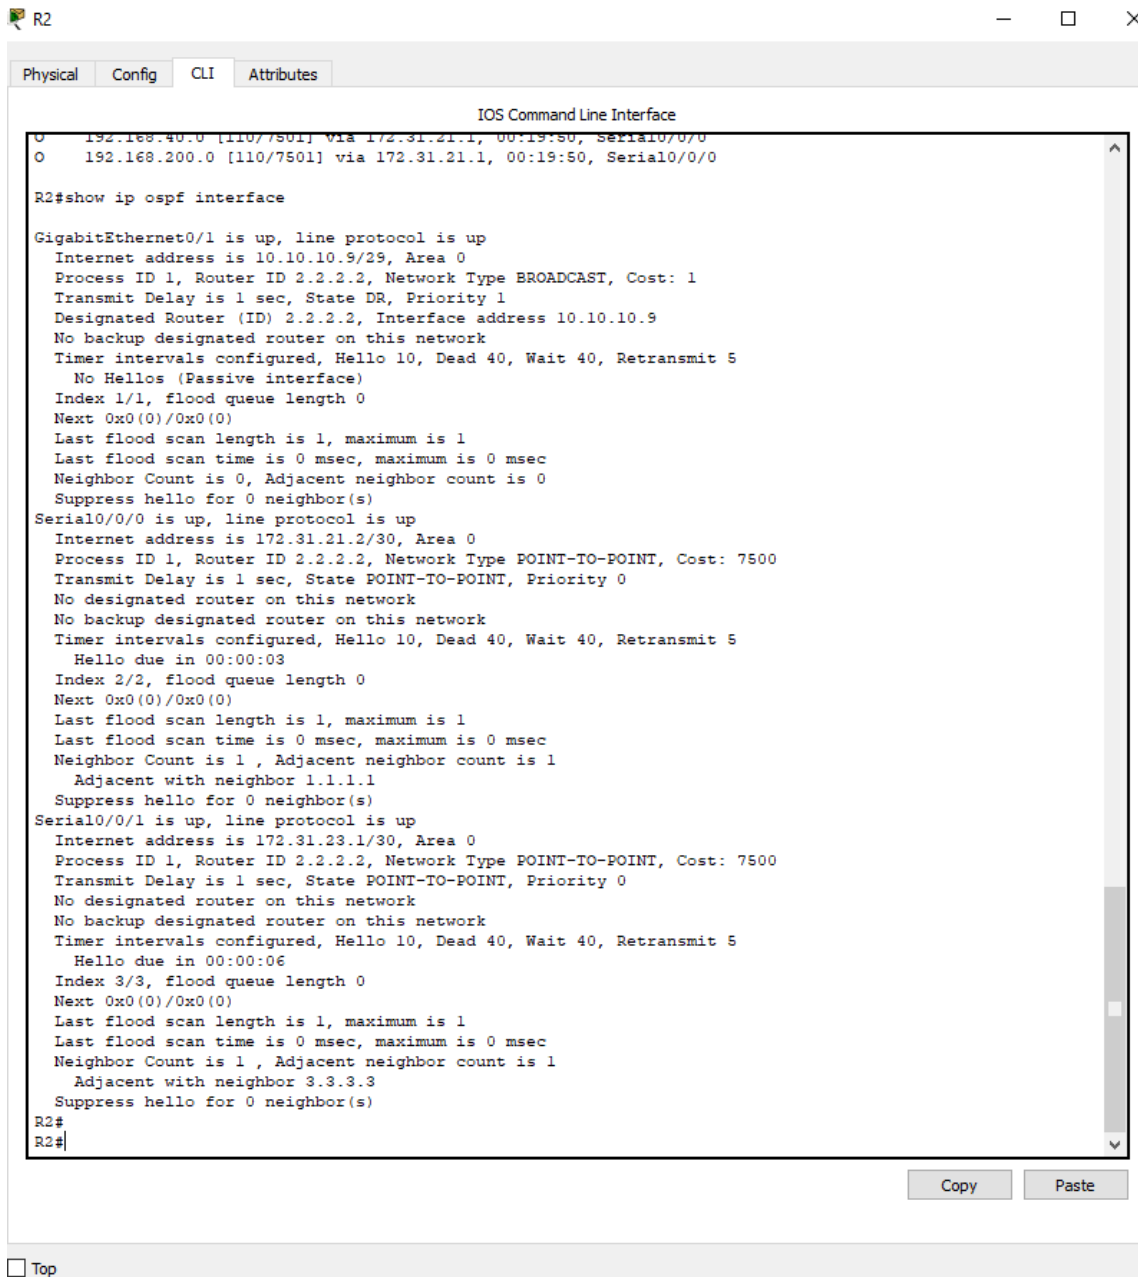 R2
Physical Config CLI Attributes
IOS Command Line Interface
O 192.168.40.0 [110/7501] via 172.31.21.1, 00:19:50, Serial0/0/0
O 192.168.200.0 [110/7501] via 172.31.21.1, 00:19:50, Serial0/0/0
R2#show ip ospf interface
GigabitEthernet0/1 is up, line protocol is up
Internet address is 10.10.10.9/29, Area 0
Process ID 1, Router ID 2.2.2.2, Network Type BROADCAST, Cost: 1
Transmit Delay is 1 sec, State DR, Priority 1
Designated Router (ID) 2.2.2.2, Interface address 10.10.10.9
No backup designated router on this network
Timer intervals configured, Hello 10, Dead 40, Wait 40, Retransmit 5
No Hellos (Passive interface)
Index 1/1, flood queue length 0
Next 0x0(0)/0x0(0)
Last flood scan length is 1, maximum is 1
Last flood scan time is 0 msec, maximum is 0 msec
Neighbor Count is 0, Adjacent neighbor count is 0
Suppress hello for 0 neighbor(s)
Serial0/0/0 is up, line protocol is up
Internet address is 172.31.21.2/30, Area 0
Process ID 1, Router ID 2.2.2.2, Network Type POINT-TO-POINT, Cost: 7500
Transmit Delay is 1 sec, State POINT-TO-POINT, Priority 0
No designated router on this network
No backup designated router on this network
Timer intervals configured, Hello 10, Dead 40, Wait 40, Retransmit 5
Hello due in 00:00:03
Index 2/2, flood queue length 0
Next 0x0(0)/0x0(0)
Last flood scan length is 1, maximum is 1
Last flood scan time is 0 msec, maximum is 0 msec
Neighbor Count is 1 , Adjacent neighbor count is 1
Adjacent with neighbor 1.1.1.1
Suppress hello for 0 neighbor(s)
Serial0/0/1 is up, line protocol is up
Internet address is 172.31.23.1/30, Area 0
Process ID 1, Router ID 2.2.2.2, Network Type POINT-TO-POINT, Cost: 7500
Transmit Delay is 1 sec, State POINT-TO-POINT, Priority 0
No designated router on this network
No backup designated router on this network
Timer intervals configured, Hello 10, Dead 40, Wait 40, Retransmit 5
Hello due in 00:00:06
Index 3/3, flood queue length 0
Next 0x0(0)/0x0(0)
Last flood scan length is 1, maximum is 1
Last flood scan time is 0 msec, maximum is 0 msec
Neighbor Count is 1 , Adjacent neighbor count is 1
Adjacent with neighbor 3.3.3.3
Suppress hello for 0 neighbor(s)
R2#
R2#
Copy Paste
Top